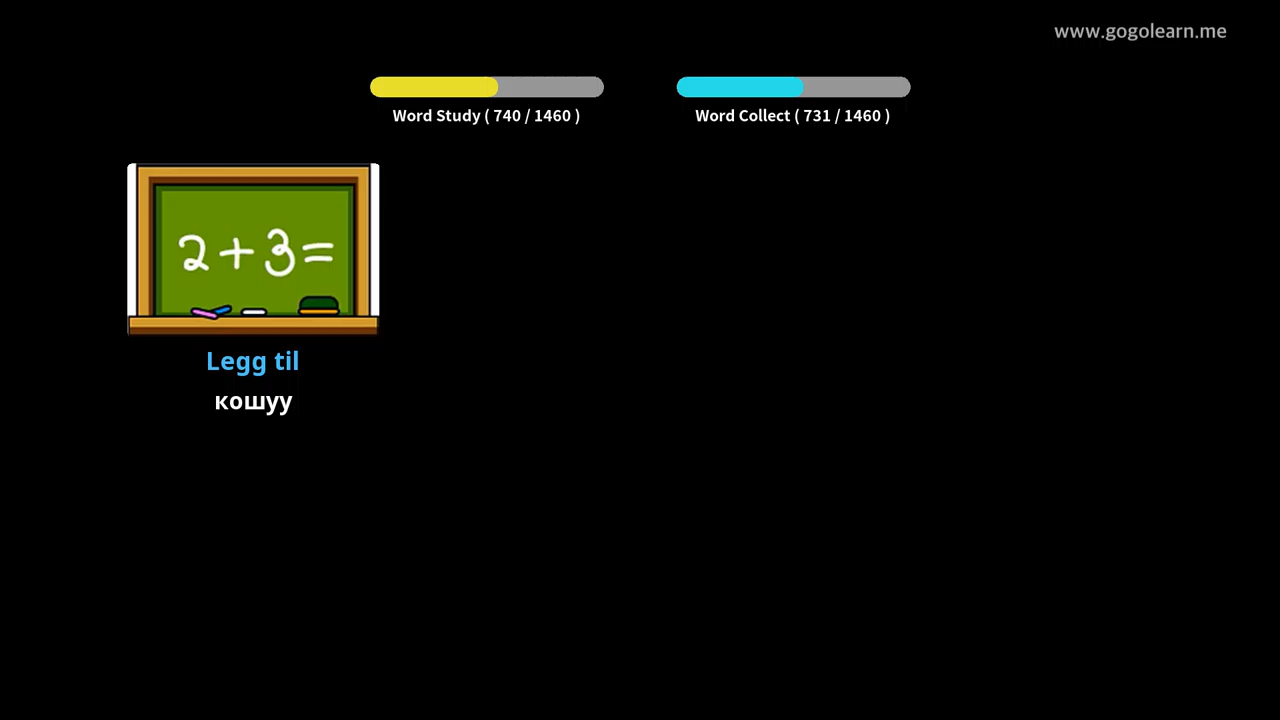 www.gogolearn.me
Word Study ( 740 / 1460 )
Word Collect ( 731 / 1460 )
2+3=
Legg til
кошуу